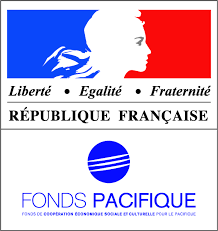 Liberté • Egalité • Fraternité
RÉPUBLIQUE FRANÇAISE
FONDS PACIFIQUE
FONDS DE COOPÉRATION ÉCONOMIQUE SOCIALE ET CULTURELLE POUR LE PACIFIQUE